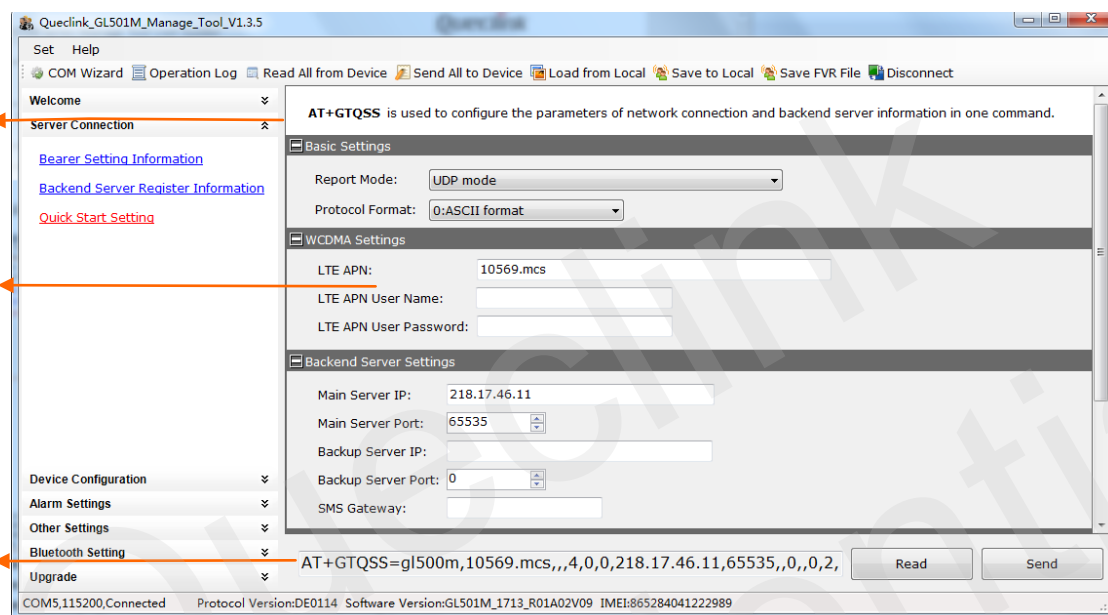 Queclink_GL501M_Manage_Tool_V1.3.5
Set Help
COM Wizard Operation Log Read All from Device Send All to Device Load from Local Save to Local Save FVR File Disconnect
Welcome
Server Connection
Bearer Setting Information
Backend Server Register Information
Quick Start Setting
Device Configuration
Alarm Settings
Other Settings
Bluetooth Setting
Upgrade
AT+GTQSS is used to configure the parameters of network connection and backend server information in one command.
Basic Settings
Report Mode: UDP mode
Protocol Format: 0:ASCII format
WCDMA Settings
LTE APN: 10569.mcs
LTE APN User Name:
LTE APN User Password:
Backend Server Settings
Main Server IP: 218.17.46.11
Main Server Port: 65535
Backup Server IP:
Backup Server Port: 0
SMS Gateway:
AT+GTQSS=gl500m,10569.mcs,,,4,0,0,218.17.46.11,65535,,0,,0,2, Read Send
COM5,115200,Connected Protocol Version:DE0114 Software Version:GL501M_1713_R01A02V09 IMEI:865284041222989
Queclink